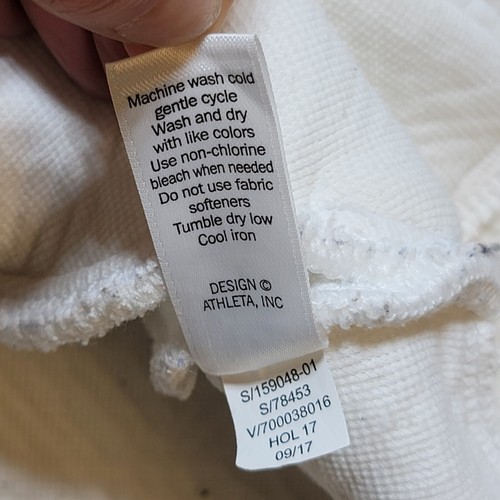 Machine wash cold
gentle cycle
Wash and dry
with like colors
Use non-chlorine
bleach when needed
Do not use fabric
softeners
Tumble dry low
Cool iron
DESIGN ©
ATHLETA, INC
S/159048-01
S/78453
V/700038016
HOL 17
09/17